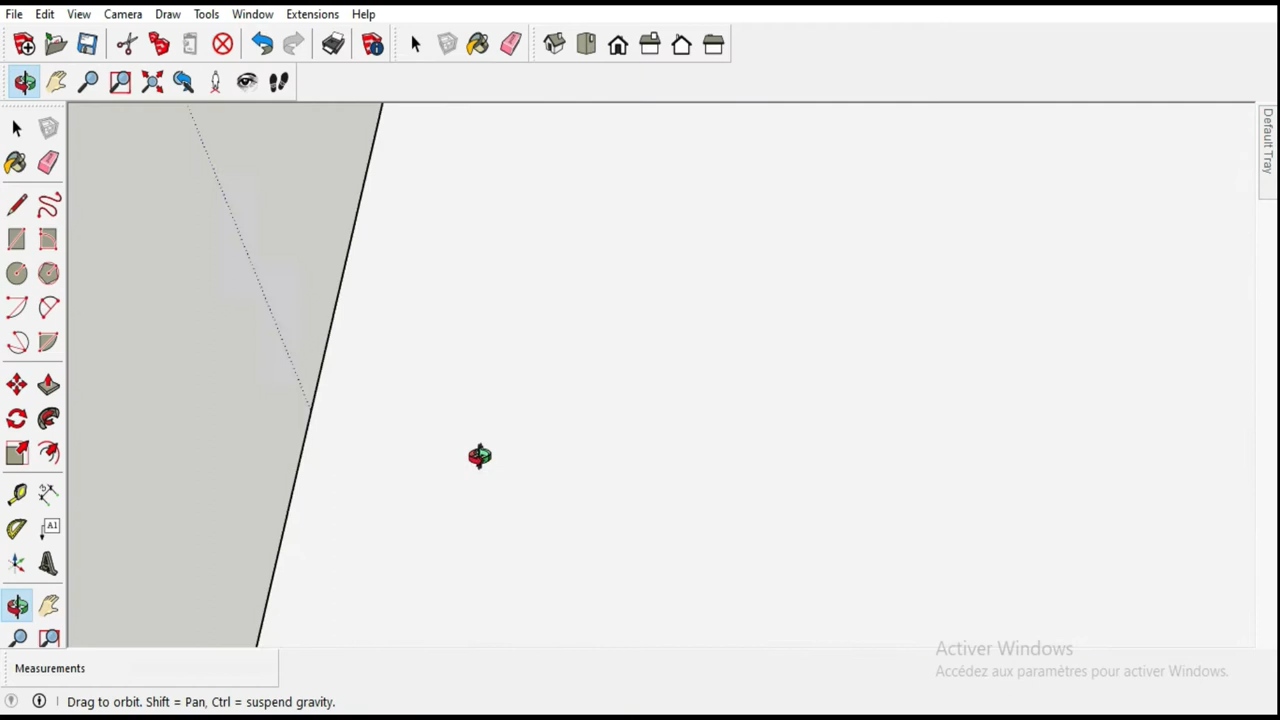 File Edit View Camera Draw Tools Window Extensions Help
Default Tray
A1
Measurements
Activer Windows
Accédez aux paramètres pour activer Windows.
Drag to orbit. Shift = Pan, Ctrl = suspend gravity.